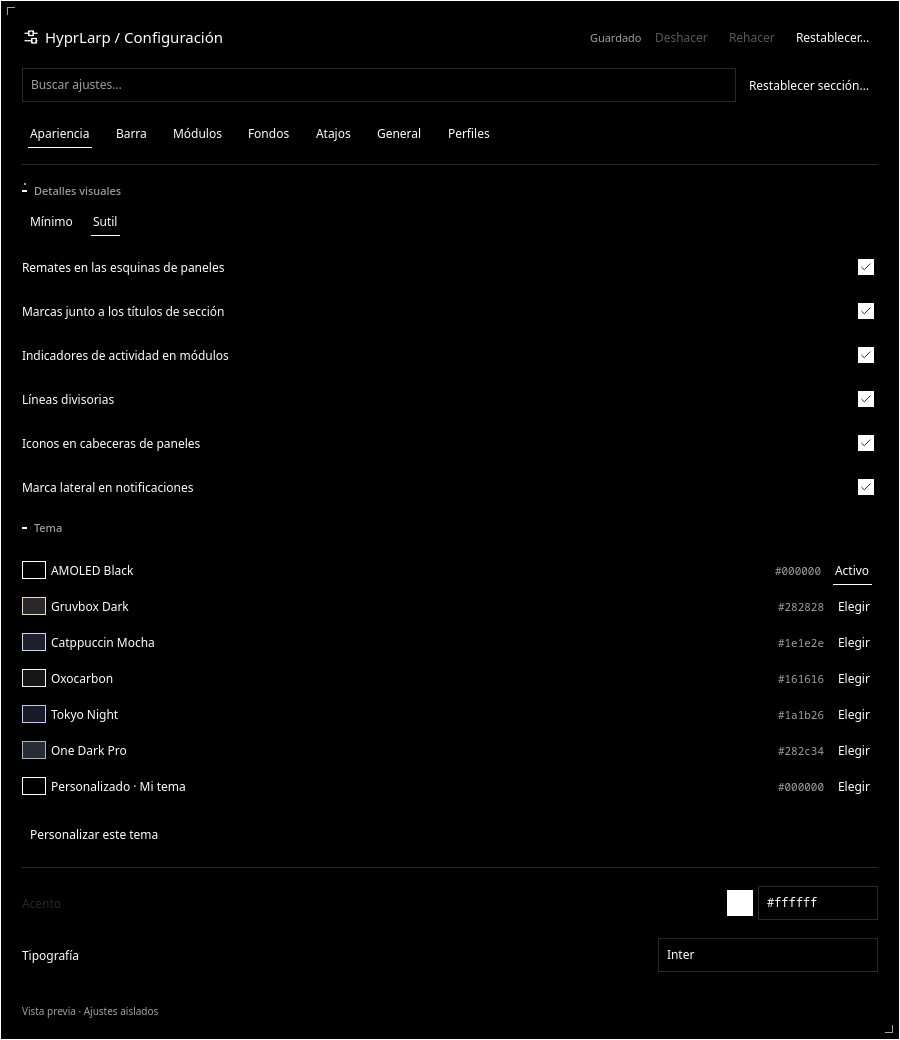 HyprLarp / Configuración Guardado Deshacer Rehacer Restablecer...
Buscar ajustes... Restablecer sección...
Apariencia Barra Módulos Fondos Atajos General Perfiles
Detalles visuales
Mínimo Sutil
Remates en las esquinas de paneles
Marcas junto a los títulos de sección
Indicadores de actividad en módulos
Líneas divisorias
Iconos en cabeceras de paneles
Marca lateral en notificaciones
Tema
AMOLED Black #000000 Activo
Gruvbox Dark #282828 Elegir
Catppuccin Mocha #1e1e2e Elegir
Oxocarbon #161616 Elegir
Tokyo Night #1a1b26 Elegir
One Dark Pro #282c34 Elegir
Personalizado · Mi tema #000000 Elegir
Personalizar este tema
Acento #ffffff
Tipografía Inter
Vista previa · Ajustes aislados